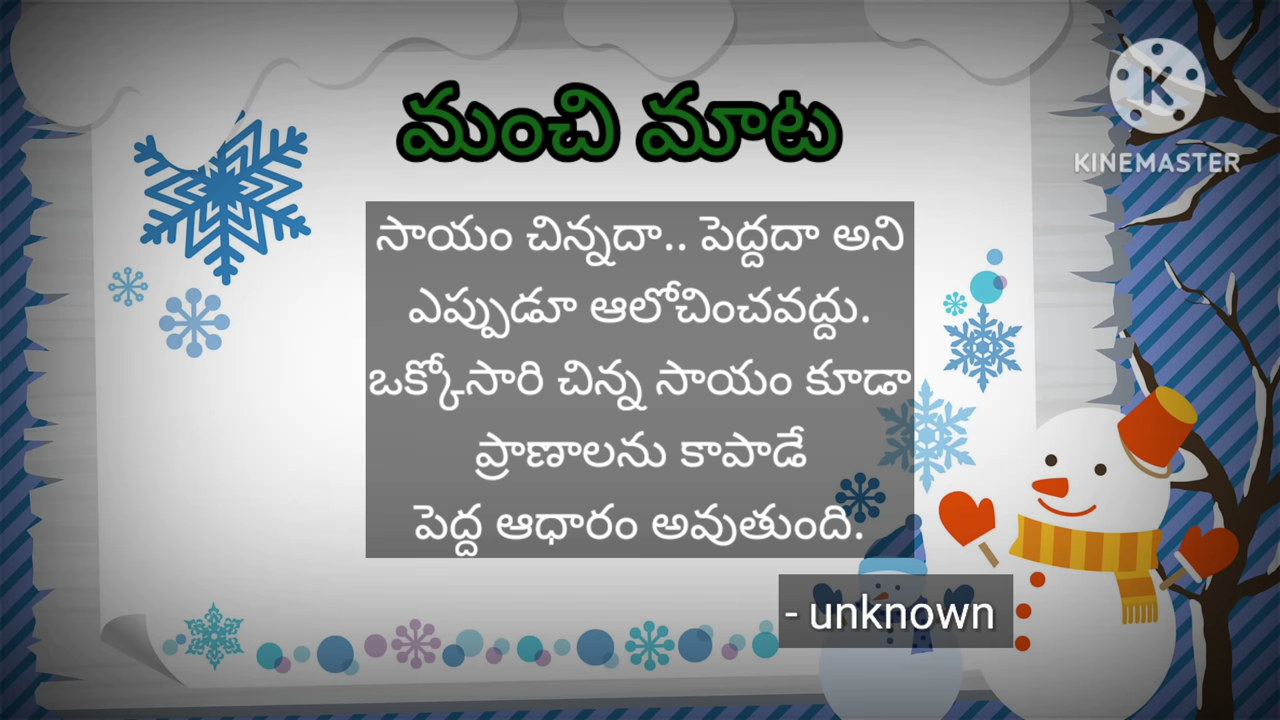 మంచి మాట
KINEMASTER
సాయం చిన్నదా.. పెద్దదా అని
ఎప్పుడూ ఆలోచించవద్దు.
ఒక్కోసారి చిన్న సాయం కూడా
ప్రాణాలను కాపాడే
పెద్ద ఆధారం అవుతుంది.
- unknown